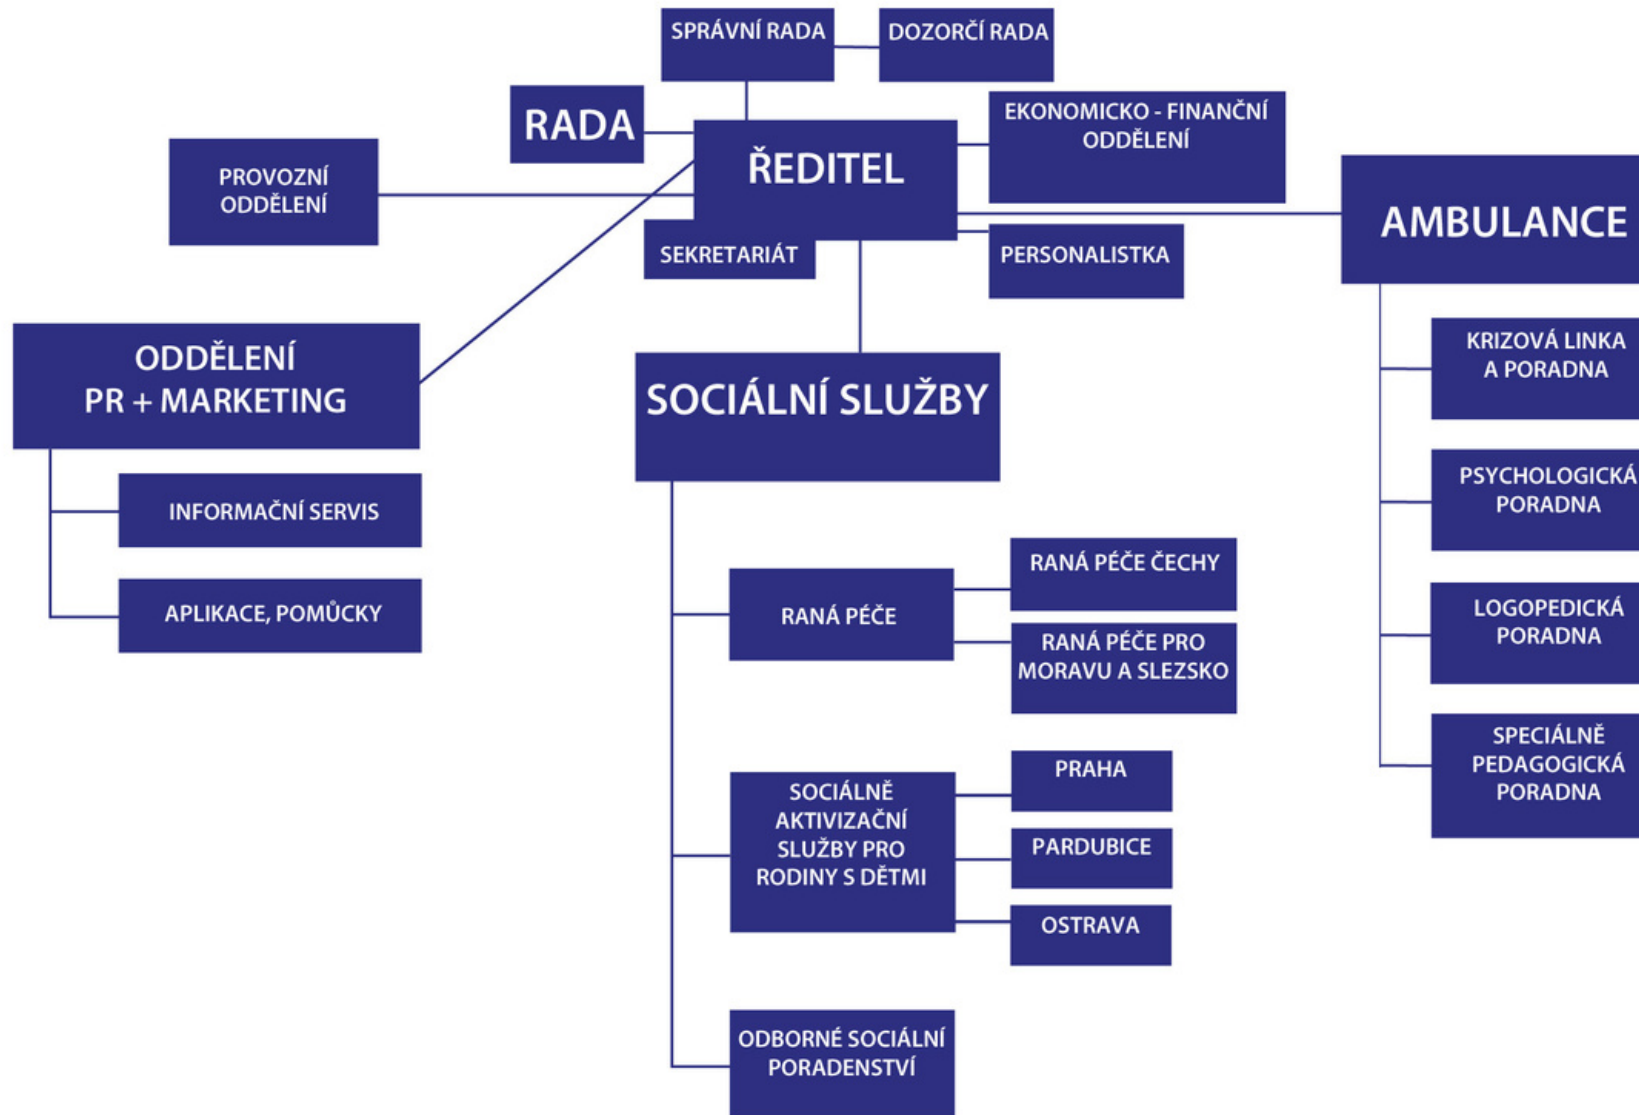 SPRÁVNÍ RADA
DOZORČÍ RADA
RADA
EKONOMICKO - FINANČNÍ
ODDĚLENÍ
ŘEDITEL
PROVOZNÍ
ODDĚLENÍ
AMBULANCE
SEKRETARIÁT
PERSONALISTKA
ODDĚLENÍ
PR + MARKETING
INFORMAČNÍ SERVIS
APLIKACE, POMŮCKY
SOCIÁLNÍ SLUŽBY
RANÁ PÉČE
RANÁ PÉČE ČECHY
RANÁ PÉČE PRO
MORAVU A SLEZSKO
SOCIÁLNĚ
AKTIVIZAČNÍ
SLUŽBY PRO
RODINY S DĚTMI
PRAHA
PARDUBICE
OSTRAVA
ODBORNÉ SOCIÁLNÍ
PORADENSTVÍ
KRIZOVÁ LINKA
A PORADNA
PSYCHOLOGICKÁ
PORADNA
LOGOPEDICKÁ
PORADNA
SPECIÁLNĚ
PEDAGOGICKÁ
PORADNA